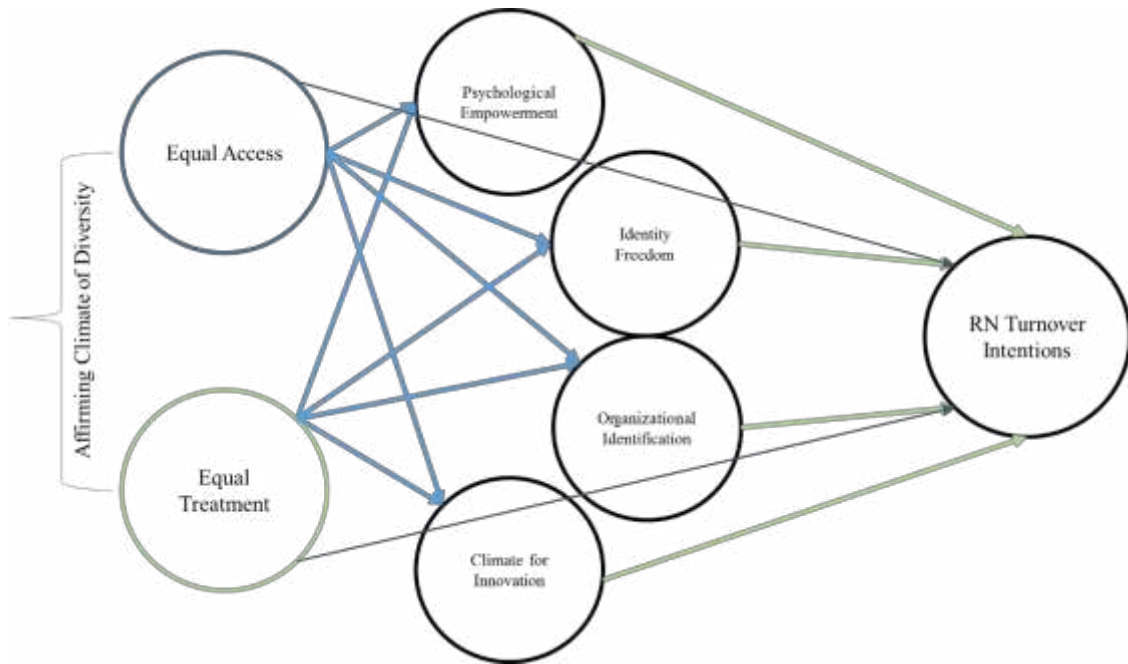 Affirming Climate of Diversity
Equal Access
Equal
Treatment
Psychological
Empowerment
Identity
Freedom
Organizational
Identification
Climate for
Innovation
RN Turnover
Intentions